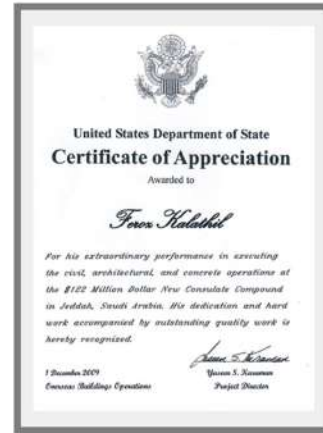 United States Department of State
Certificate of Appreciation
Awarded to
Feroz Kalathil
For his extraordinary performance in executing
the civil, architectural, and concrete operations at
the $122 Million Dollar New Consulate Compound
in Jeddah, Saudi Arabia. His dedication and hard
work accompanied by outstanding quality work is
hereby recognized.
1 December 2009
Overseas Buildings Operations
Project Director